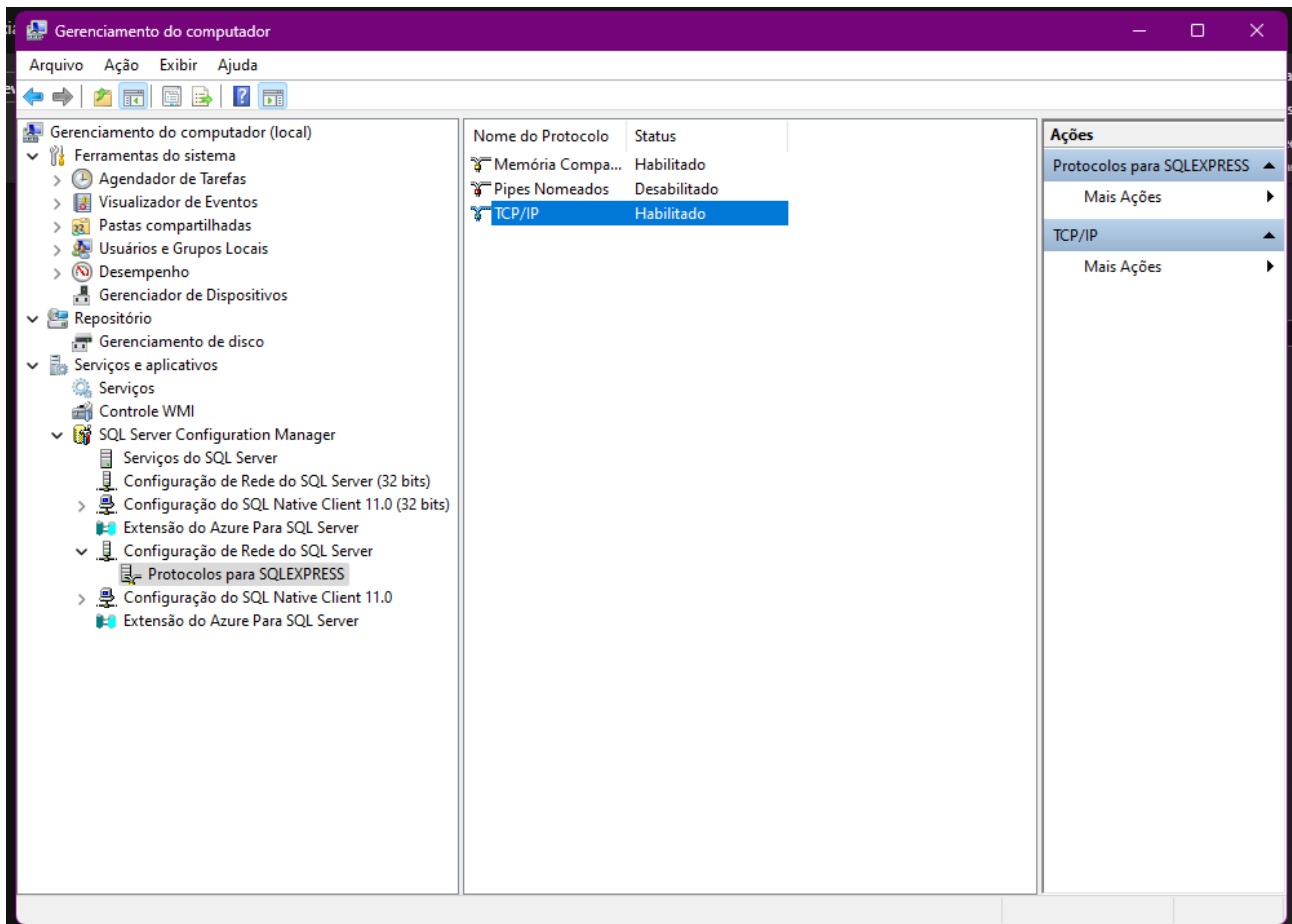 Gerenciamento do computador
Arquivo Ação Exibir Ajuda
Gerenciamento do computador (local)
Ferramentas do sistema
Agendador de Tarefas
Visualizador de Eventos
Pastas compartilhadas
Usuários e Grupos Locais
Desempenho
Gerenciador de Dispositivos
Repositório
Gerenciamento de disco
Serviços e aplicativos
Serviços
Controle WMI
SQL Server Configuration Manager
Serviços do SQL Server
Configuração de Rede do SQL Server (32 bits)
Configuração do SQL Native Client 11.0 (32 bits)
Extensão do Azure Para SQL Server
Configuração de Rede do SQL Server
Protocolos para SQLEXPRESS
Configuração do SQL Native Client 11.0
Extensão do Azure Para SQL Server
Nome do Protocolo Status
Memória Compa... Habilitado
Pipes Nomeados Desabilitado
TCP/IP Habilitado
Ações
Protocolos para SQLEXPRESS
Mais Ações
TCP/IP
Mais Ações